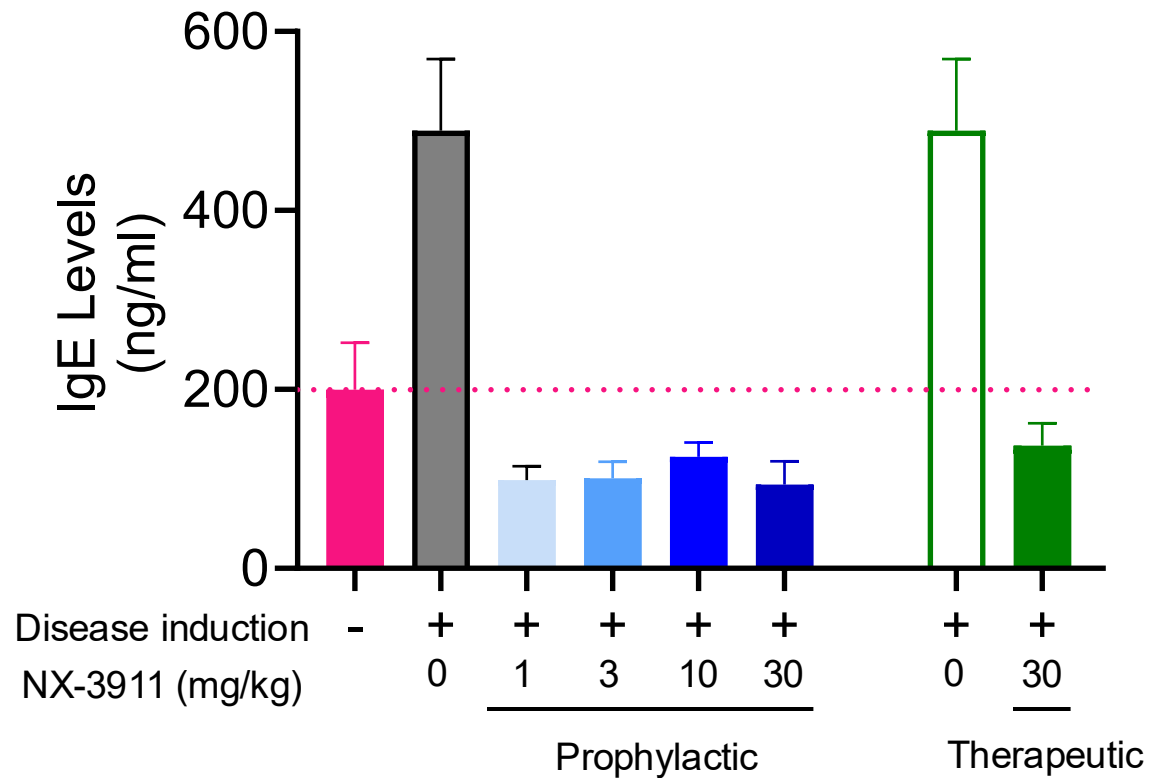 600
400
200
0
IgE Levels
(ng/ml)
Disease induction - + + + + + + +
NX-3911 (mg/kg) 0 1 3 10 30 0 30
Prophylactic Therapeutic